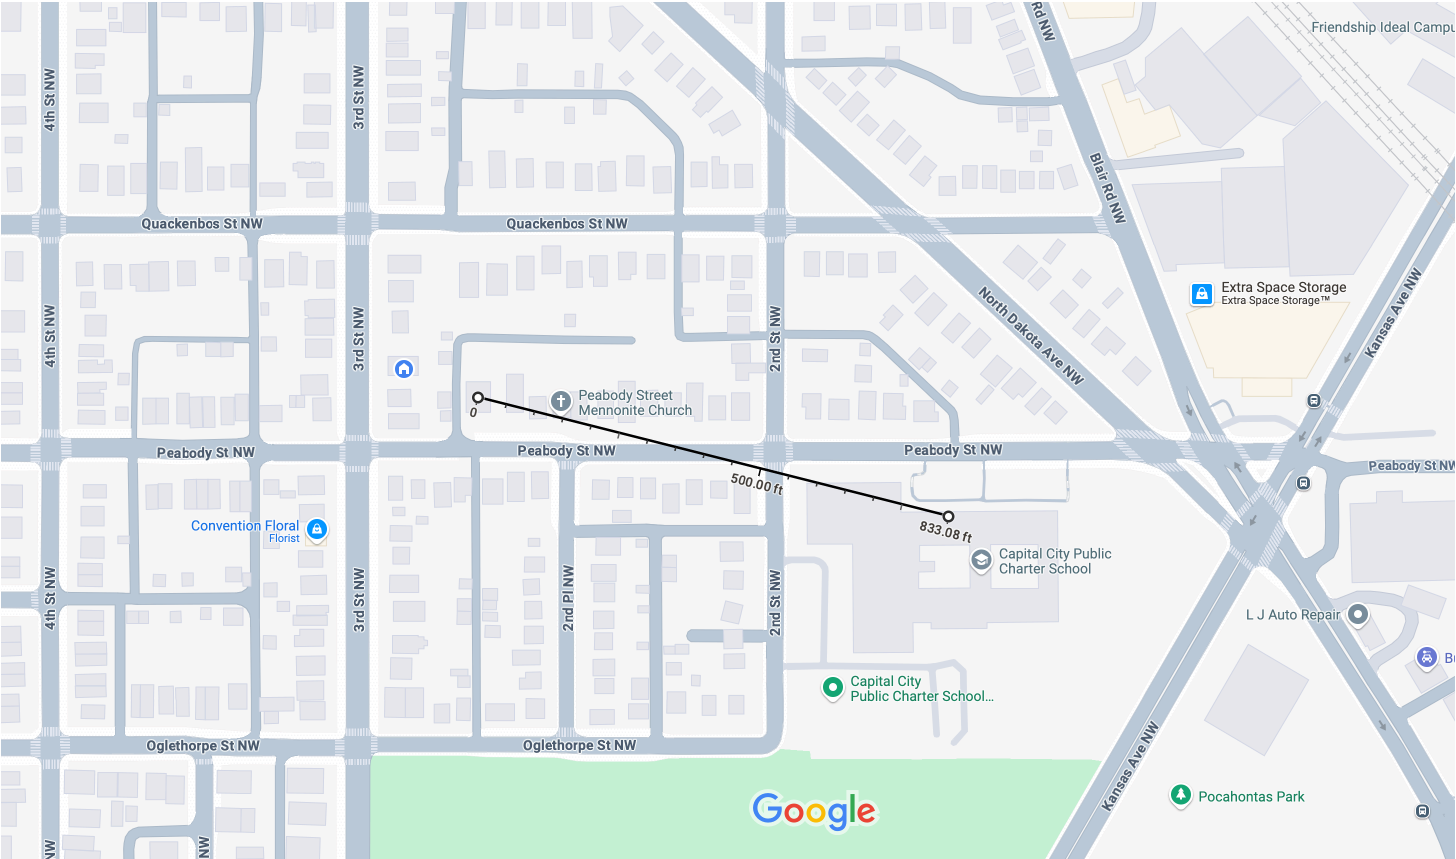 Rd NW
Rd NW
Friendship Ideal Campu
4th St NW
3rd St NW
Blair Rd NW
Quackenbos St NW
Quackenbos St NW
Extra Space Storage
Extra Space Storage™
Kansas Ave NW
4th St NW
3rd St NW
2nd St NW
North Dakota Ave NW
0
Peabody Street
Mennonite Church
Peabody St NW
Peabody St NW
Peabody St NW
Peabody St NW
500.00 ft
833.08 ft
Convention Floral
Florist
Capital City Public
Charter School
4th St NW
3rd St NW
2nd Pl NW
2nd St NW
L J Auto Repair
Bu
Capital City
Public Charter School...
Oglethorpe St NW
Oglethorpe St NW
Kansas Ave NW
Pocahontas Park
Google
NW
NW